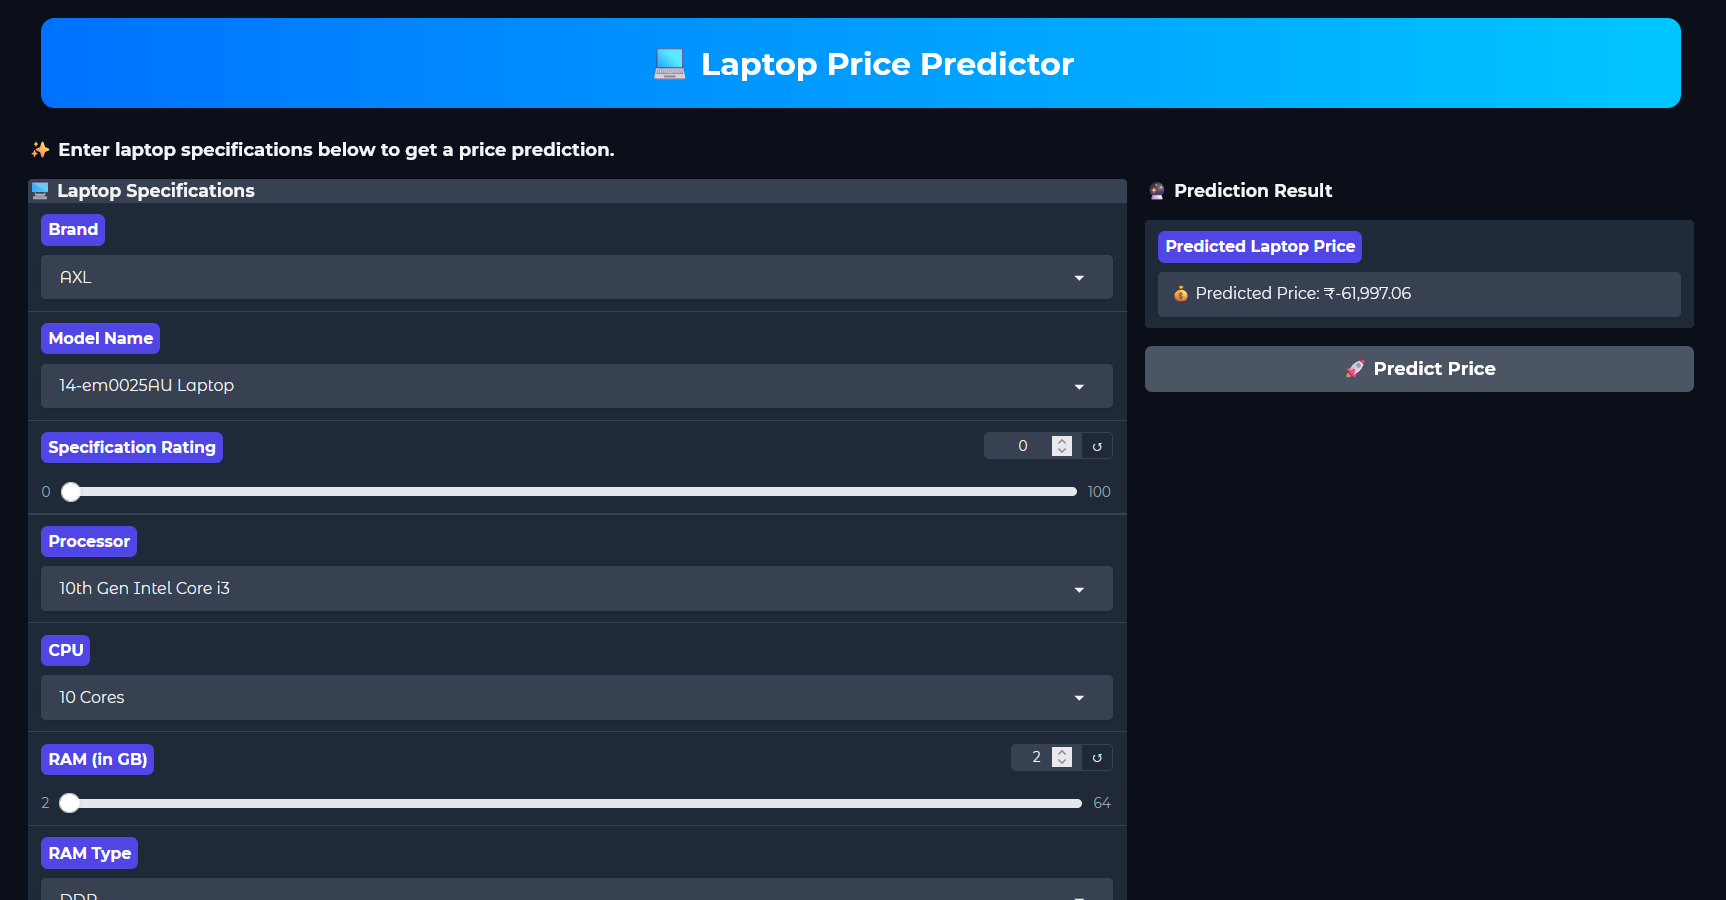 Laptop Price Predictor
Enter laptop specifications below to get a price prediction.
Laptop Specifications
Brand
AXL
Model Name
14-em0025AU Laptop
Specification Rating
0
0
100
Processor
10th Gen Intel Core i3
CPU
10 Cores
RAM (in GB)
2
2
64
RAM Type
Prediction Result
Predicted Laptop Price
Predicted Price: ₹-61,997.06
Predict Price